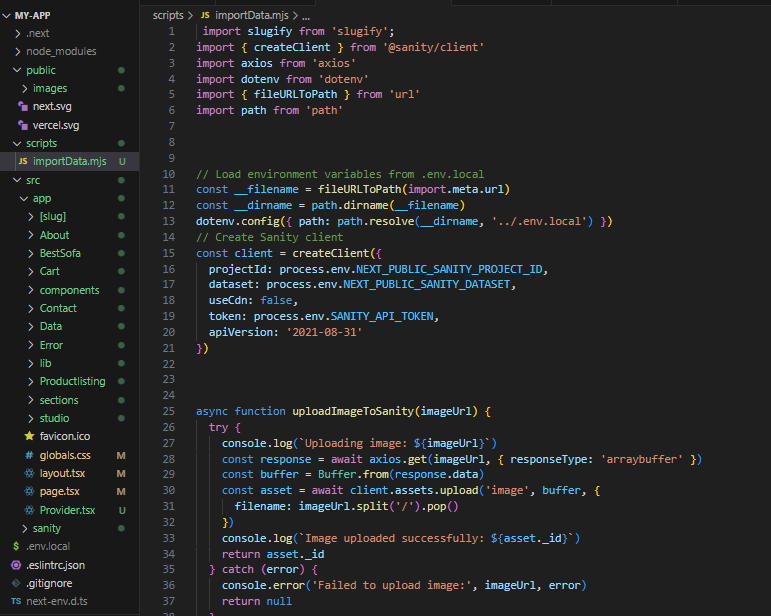 MY-APP
.next
node_modules
public
images
next.svg
vercel.svg
scripts
JS importData.mjs U
src
app
[slug]
About
BestSofa
Cart
components
Contact
Data
Error
lib
Productlisting
sections
studio
favicon.ico
# globals.css M
layout.tsx M
page.tsx M
Provider.tsx U
sanity
$ .env.local
.eslintrc.json
.gitignore
TS next-env.d.ts
scripts > JS importData.mjs > ...
1 import slugify from 'slugify';
2 import { createClient } from '@sanity/client'
3 import axios from 'axios'
4 import dotenv from 'dotenv'
5 import { fileURLToPath } from 'url'
6 import path from 'path'
7
8
9
10 // Load environment variables from .env.local
11 const __filename = fileURLToPath(import.meta.url)
12 const __dirname = path.dirname(__filename)
13 dotenv.config({ path: path.resolve(__dirname, '../.env.local') })
14 // Create Sanity client
15 const client = createClient({
16 projectId: process.env.NEXT_PUBLIC_SANITY_PROJECT_ID,
17 dataset: process.env.NEXT_PUBLIC_SANITY_DATASET,
18 useCdn: false,
19 token: process.env.SANITY_API_TOKEN,
20 apiVersion: '2021-08-31'
21 })
22
23
24
25 async function uploadImageToSanity(imageUrl) {
26 try {
27 console.log(`Uploading image: ${imageUrl}`)
28 const response = await axios.get(imageUrl, { responseType: 'arraybuffer' })
29 const buffer = Buffer.from(response.data)
30 const asset = await client.assets.upload('image', buffer, {
31 filename: imageUrl.split('/').pop()
32 })
33 console.log(`Image uploaded successfully: ${asset._id}`)
34 return asset._id
35 } catch (error) {
36 console.error('Failed to upload image:', imageUrl, error)
37 return null
38 }